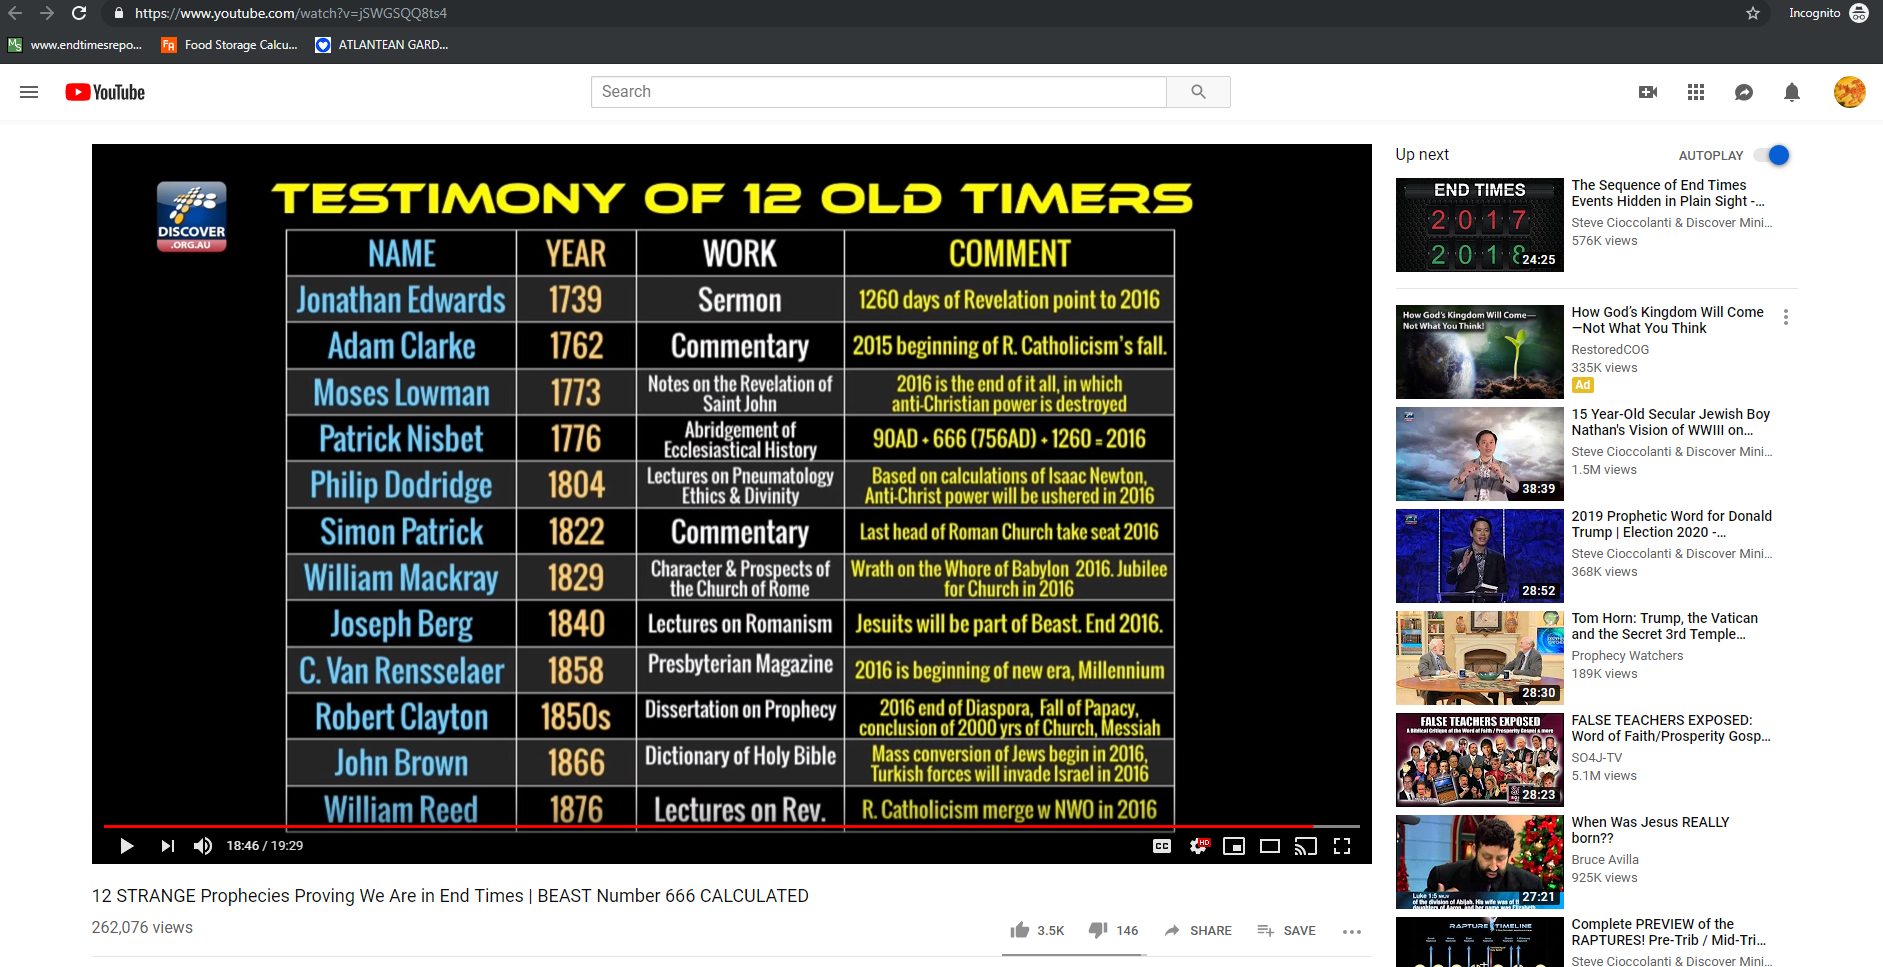 https://www.youtube.com/watch?v=jSWGSQQ8ts4
Incognito
www.endtimesrepo...
Food Storage Calcu...
ATLANTEAN GARD...
YouTube
Search
TESTIMONY OF 12 OLD TIMERS
DISCOVER
.ORG.AU
NAME YEAR WORK COMMENT
Jonathan Edwards 1739 Sermon 1260 days of Revelation point to 2016
Adam Clarke 1762 Commentary 2015 beginning of R. Catholicism's fall.
Moses Lowman 1773 Notes on the Revelation of
Saint John
2016 is the end of it all, in which
anti-Christian power is destroyed
Patrick Nisbet 1776 Abridgement of
Ecclesiastical History
90AD + 666 (756AD) + 1260 = 2016
Philip Dodridge 1804 Lectures on Pneumatology
Ethics & Divinity
Based on calculations of Isaac Newton,
Anti-Christ power will be ushered in 2016
Simon Patrick 1822 Commentary Last head of Roman Church take seat 2016
William Mackray 1829 Character & Prospects of
the Church of Rome
Wrath on the Whore of Babylon 2016. Jubilee
for Church in 2016
Joseph Berg 1840 Lectures on Romanism Jesuits will be part of Beast. End 2016.
C. Van Rensselaer 1858 Presbyterian Magazine 2016 is beginning of new era, Millennium
Robert Clayton 1850s Dissertation on Prophecy 2016 end of Diaspora, Fall of Papacy,
conclusion of 2000 yrs of Church, Messiah
John Brown 1866 Dictionary of Holy Bible Mass conversion of Jews begin in 2016,
Turkish forces will invade Israel in 2016
William Reed 1876 Lectures on Rev. R. Catholicism merge w NWO in 2016
18:46 / 19:29
CC
HD
12 STRANGE Prophecies Proving We Are in End Times | BEAST Number 666 CALCULATED
262,076 views
3.5K
146
SHARE
SAVE
Up next
AUTOPLAY
END TIMES
2017
2018
24:25
The Sequence of End Times
Events Hidden in Plain Sight -...
Steve Cioccolanti & Discover Mini...
576K views
How God's Kingdom Will Come—
Not What You Think!
How God's Kingdom Will Come
—Not What You Think
RestoredCOG
335K views
Ad
38:39
15 Year-Old Secular Jewish Boy
Nathan's Vision of WWIII on...
Steve Cioccolanti & Discover Mini...
1.5M views
28:52
2019 Prophetic Word for Donald
Trump | Election 2020 -...
Steve Cioccolanti & Discover Mini...
368K views
28:30
Tom Horn: Trump, the Vatican
and the Secret 3rd Temple...
Prophecy Watchers
189K views
FALSE TEACHERS EXPOSED
A Biblical Critique of the Word of Faith / Prosperity Gospel & more
28:23
FALSE TEACHERS EXPOSED:
Word of Faith/Prosperity Gosp...
SO4J-TV
5.1M views
Luke 1:5
27:21
When Was Jesus REALLY
born??
Bruce Avilla
925K views
RAPTURE TIMELINE
Complete PREVIEW of the
RAPTURES! Pre-Trib / Mid-Tri...
Steve Cioccolanti & Discover Mini...